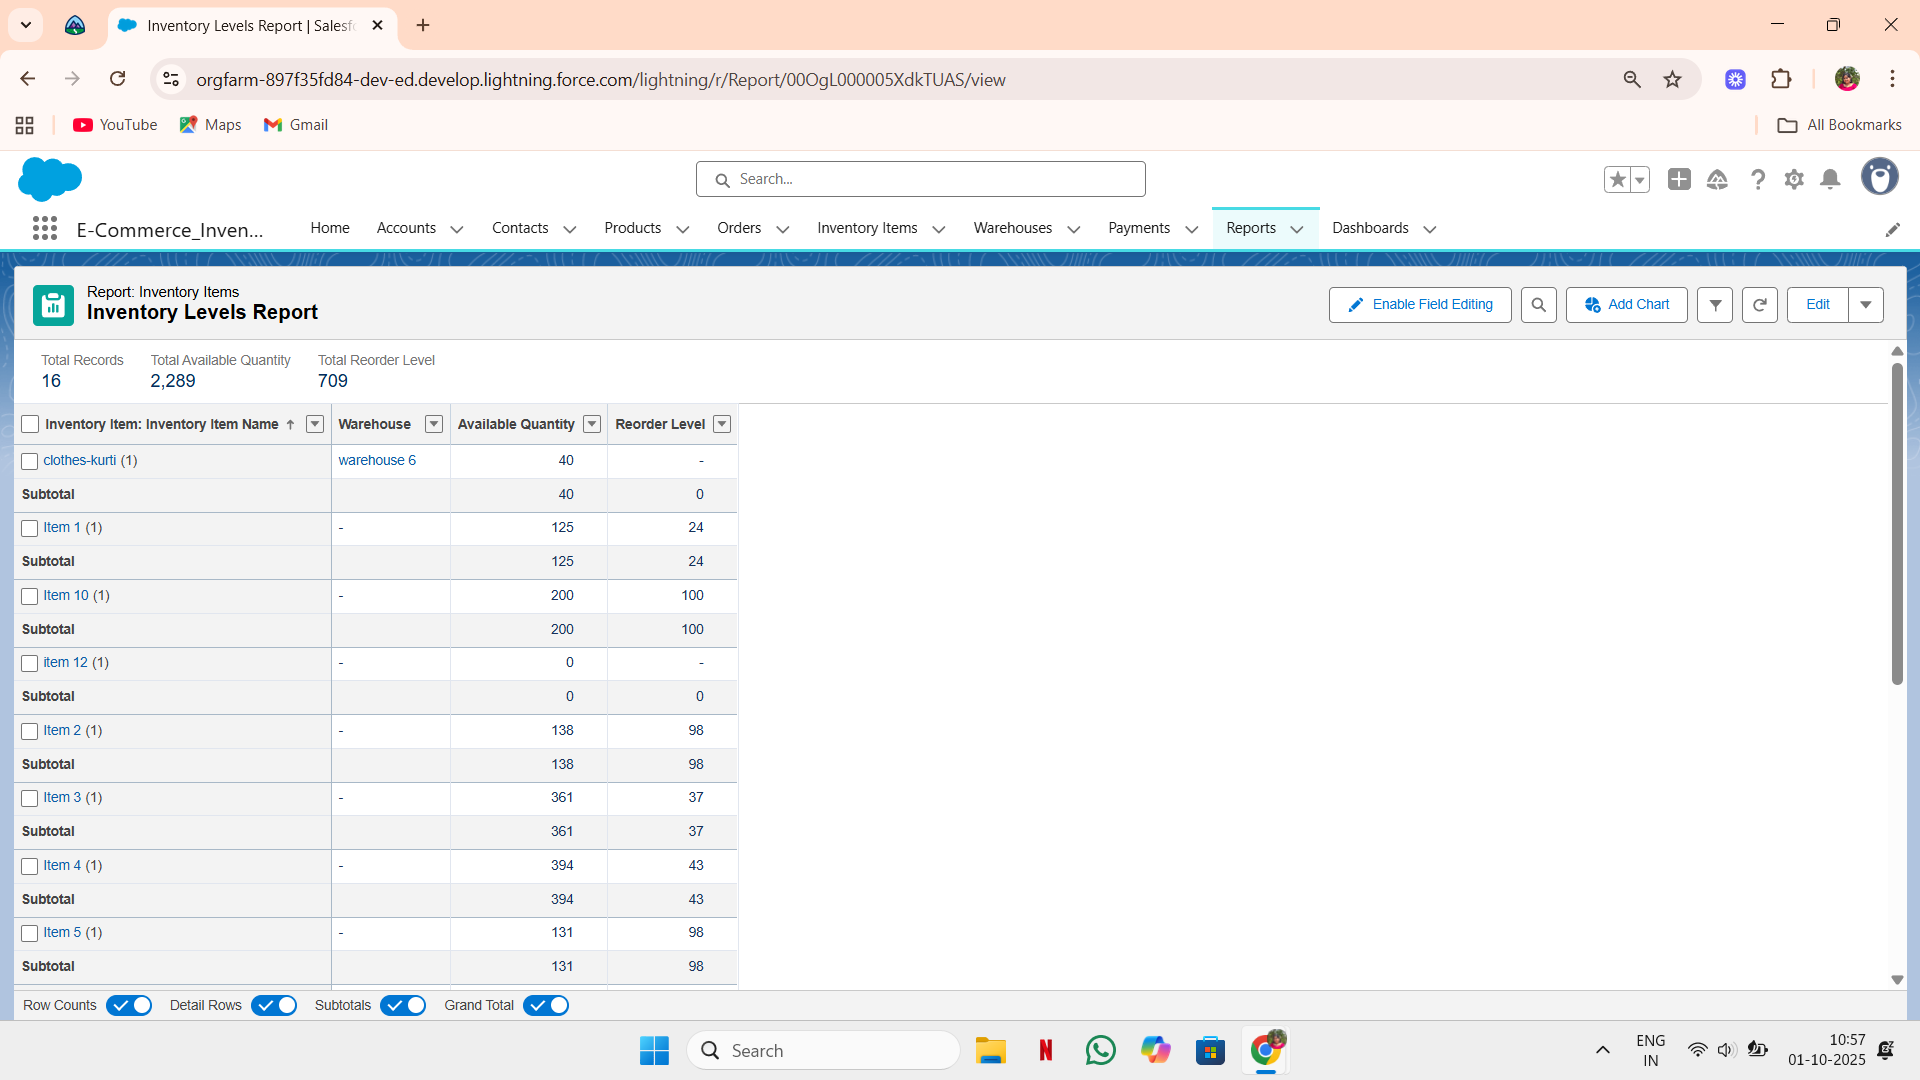 Inventory Levels Report | Salesfo
orgfarm-897f35fd84-dev-ed.develop.lightning.force.com/lightning/r/Report/00OgL000005XdkTUAS/view
YouTube Maps Gmail All Bookmarks
Search...
E-Commerce_Inven... Home Accounts Contacts Products Orders Inventory Items Warehouses Payments Reports Dashboards
Report: Inventory Items
Inventory Levels Report
Enable Field Editing Add Chart Edit
Total Records Total Available Quantity Total Reorder Level
16 2,289 709
Inventory Item: Inventory Item Name ↑ Warehouse Available Quantity Reorder Level
clothes-kurti (1) warehouse 6 40 -
Subtotal 40 0
Item 1 (1) - 125 24
Subtotal 125 24
Item 10 (1) - 200 100
Subtotal 200 100
item 12 (1) - 0 -
Subtotal 0 0
Item 2 (1) - 138 98
Subtotal 138 98
Item 3 (1) - 361 37
Subtotal 361 37
Item 4 (1) - 394 43
Subtotal 394 43
Item 5 (1) - 131 98
Subtotal 131 98
Row Counts Detail Rows Subtotals Grand Total
Search
ENG
IN
10:57
01-10-2025